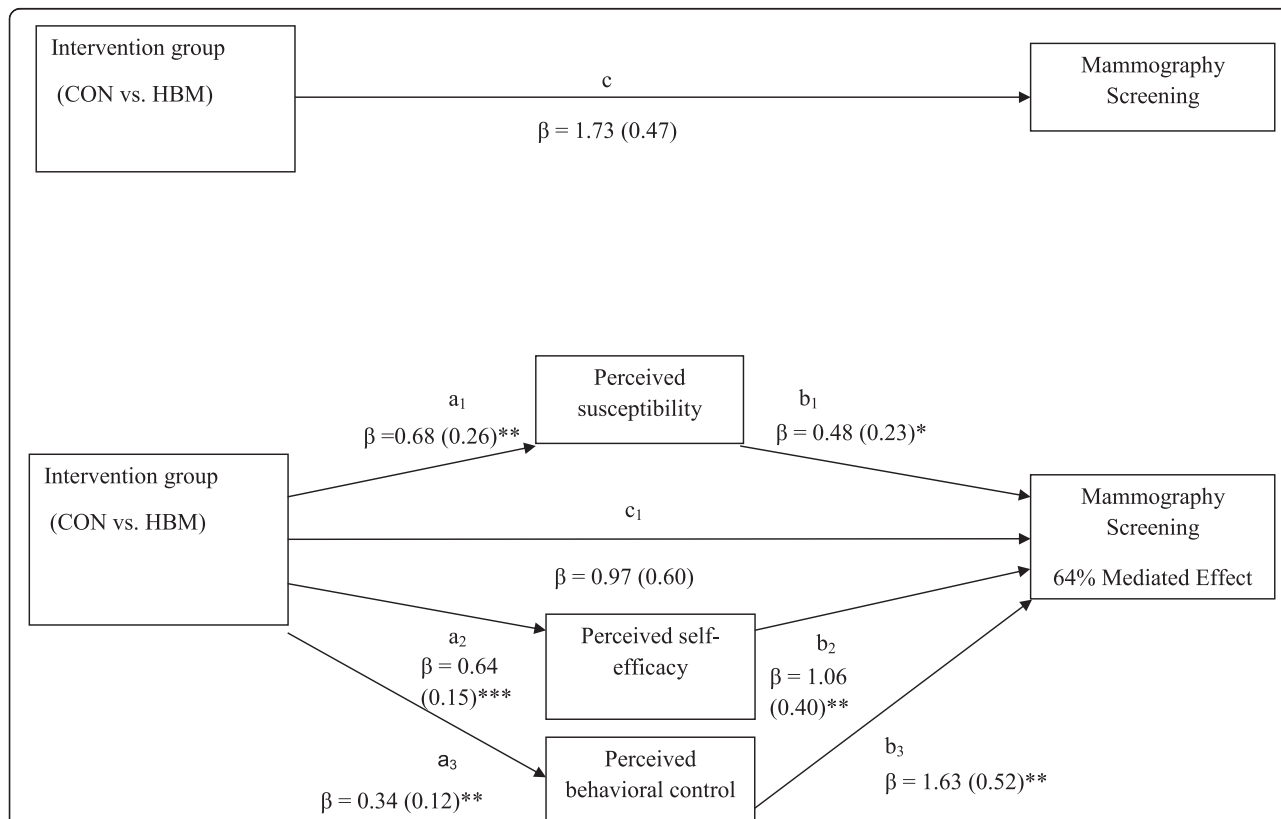 Intervention group
(CON vs. HBM)
c
β = 1.73 (0.47)
Mammography
Screening
Perceived
susceptibility
a₁
β =0.68 (0.26)**
b₁
β = 0.48 (0.23)*
Intervention group
(CON vs. HBM)
c₁
β = 0.97 (0.60)
Mammography
Screening
64% Mediated Effect
a₂
β = 0.64
(0.15)***
Perceived self-
efficacy
b₂
β = 1.06
(0.40)**
a₃
β = 0.34 (0.12)**
Perceived
behavioral control
b₃
β = 1.63 (0.52)**